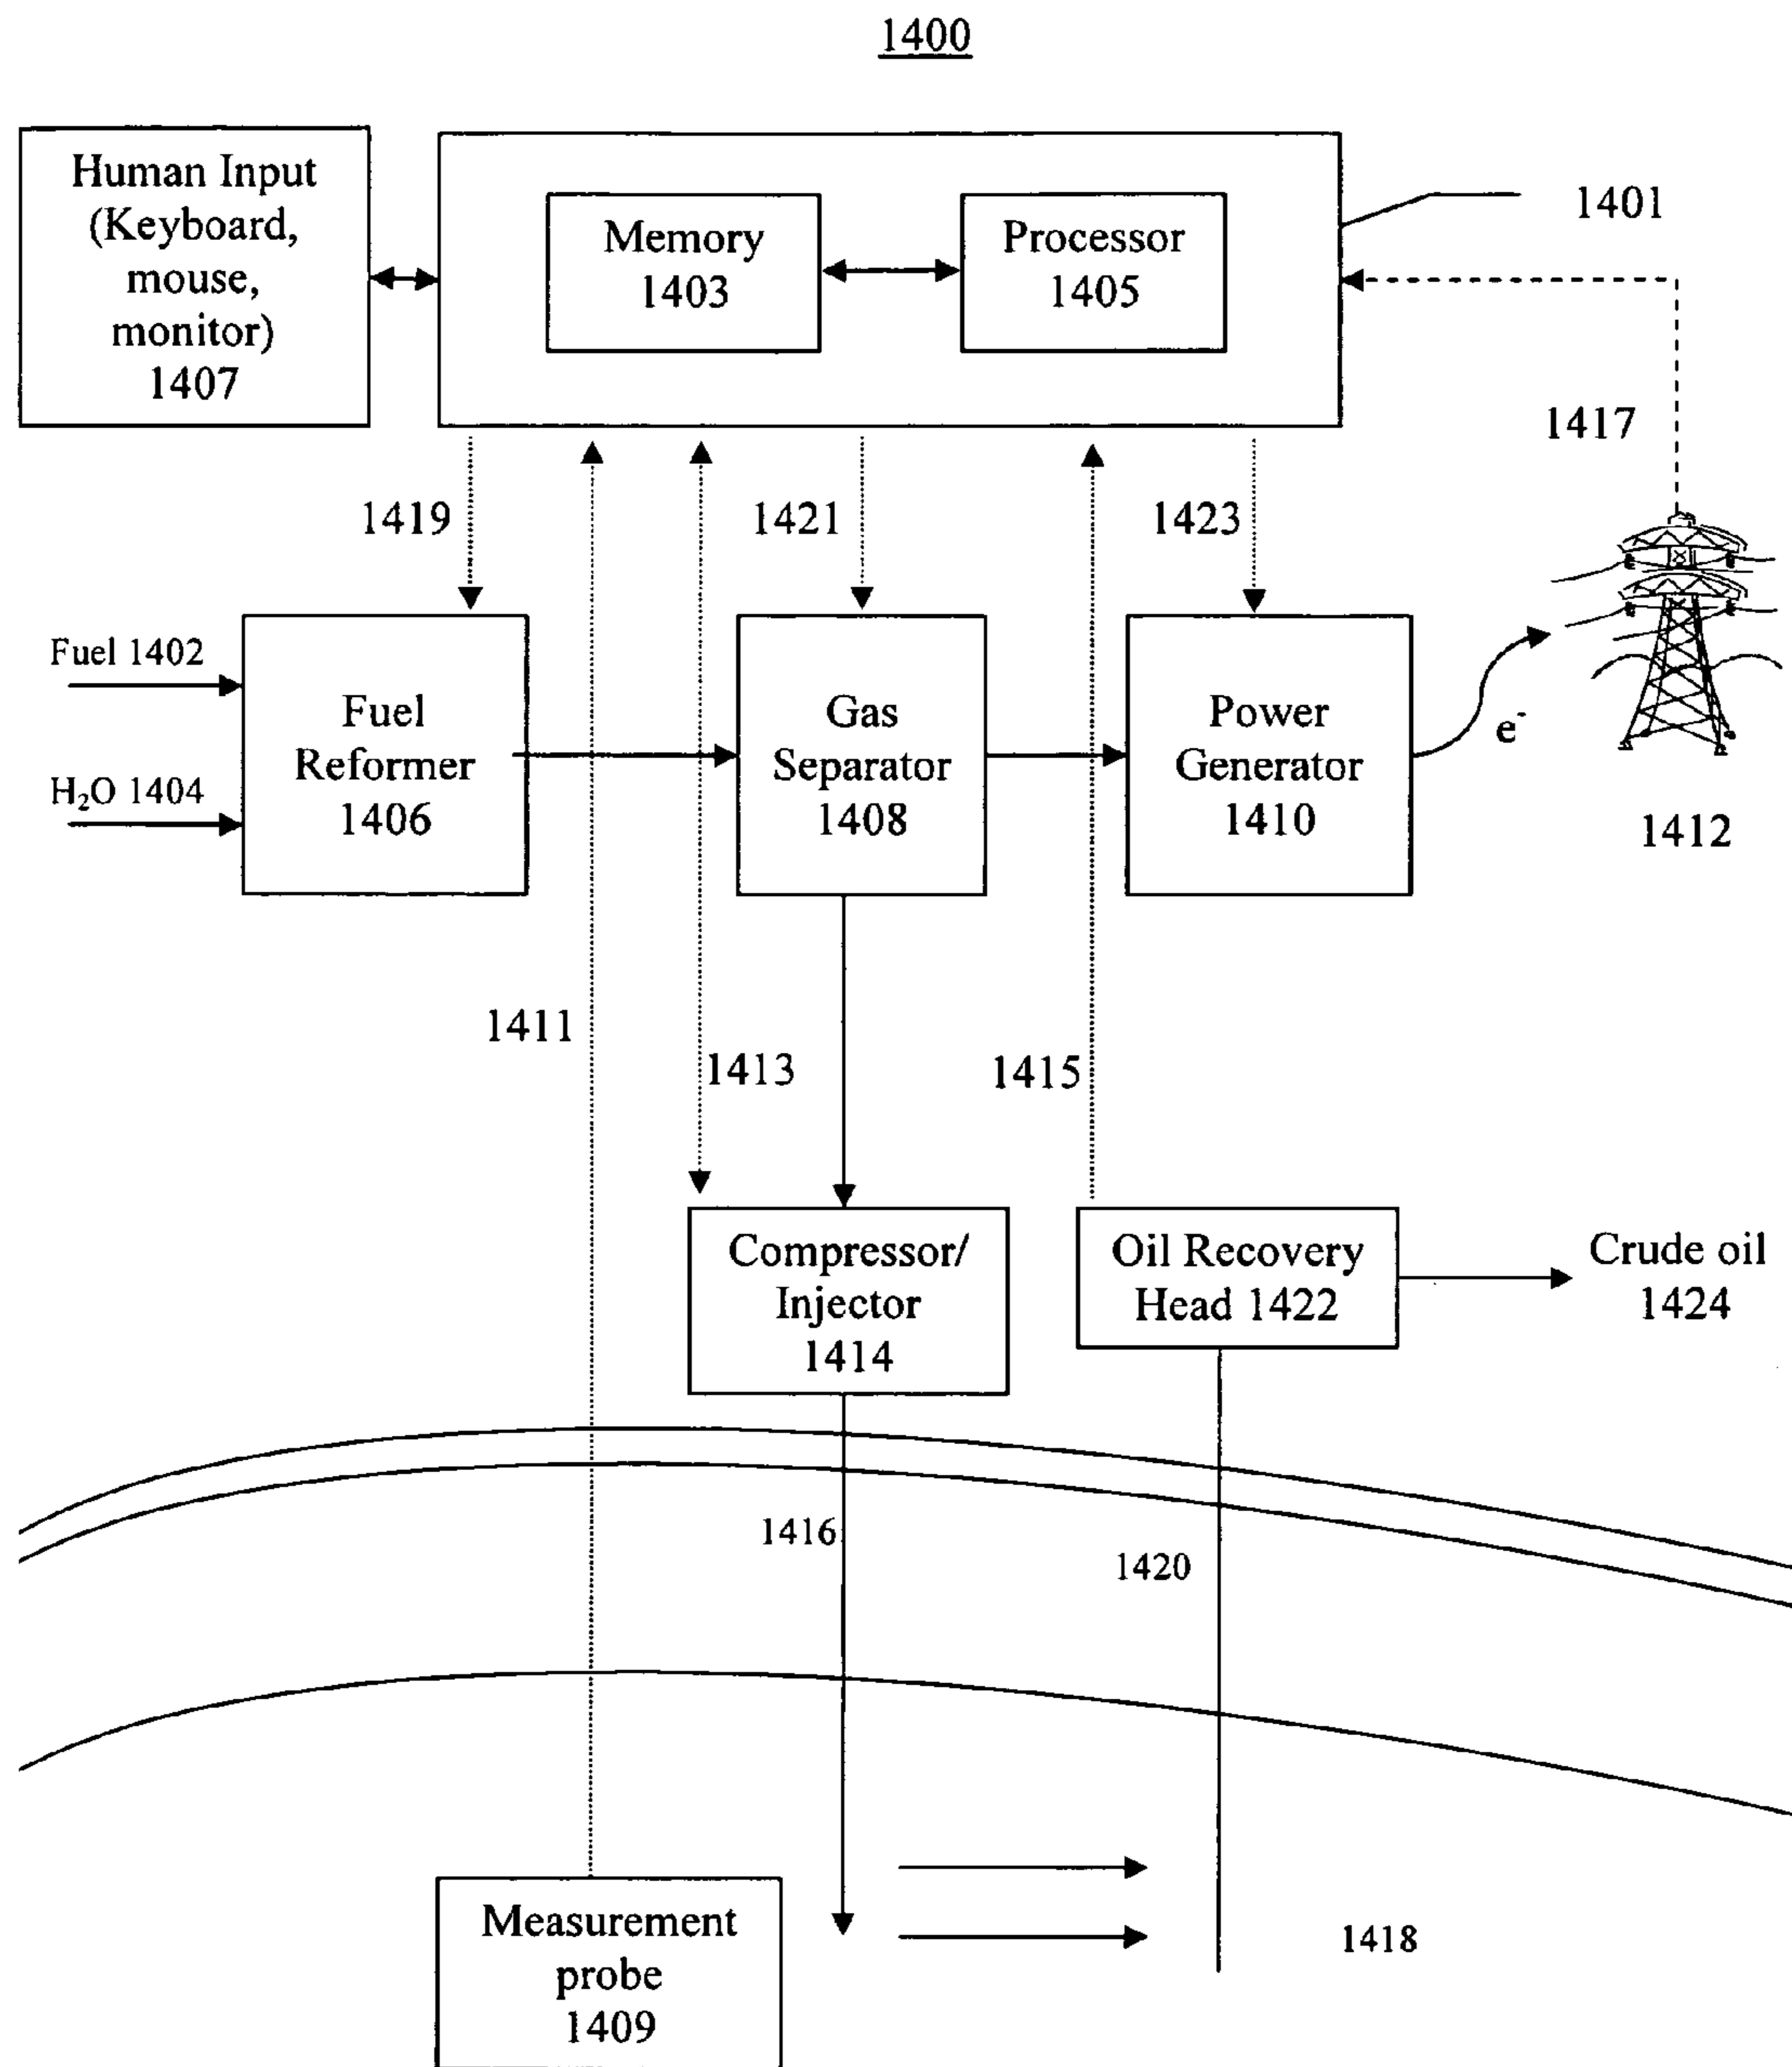 1400
Human Input
(Keyboard,
mouse,
monitor)
1407
Memory
1403
Processor
1405
1401
1417
1419
1421
1423
Fuel 1402
H₂O 1404
Fuel
Reformer
1406
Gas
Separator
1408
Power
Generator
1410
e⁻
1412
1411
1413
1415
Compressor/
Injector
1414
Oil Recovery
Head 1422
Crude oil
1424
1416
1420
Measurement
probe
1409
1418